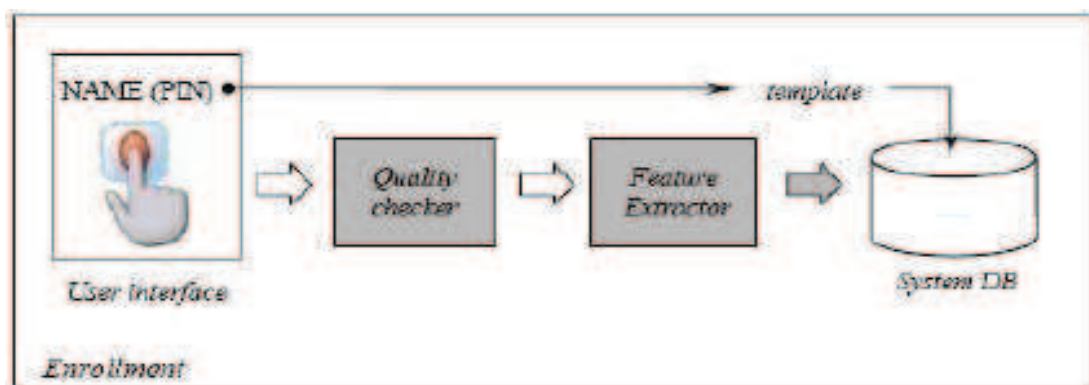 NAME (PIN)
template
Quality
checker
Feature
Extractor
User interface
System DB
Enrollment